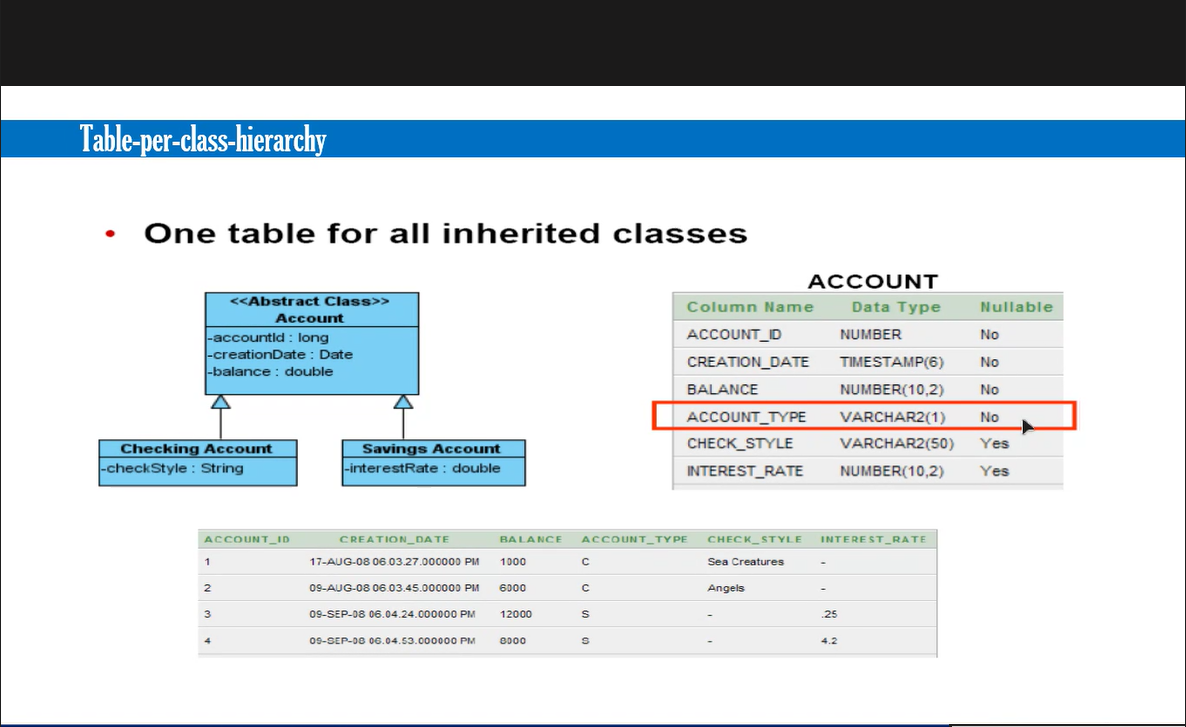 Table-per-class-hierarchy
• One table for all inherited classes
<<Abstract Class>>
Account
-accountId : long
-creationDate : Date
-balance : double
Checking Account
-checkStyle : String
Savings Account
-interestRate : double
ACCOUNT
Column Name Data Type Nullable
ACCOUNT_ID NUMBER No
CREATION_DATE TIMESTAMP(6) No
BALANCE NUMBER(10,2) No
ACCOUNT_TYPE VARCHAR2(1) No
CHECK_STYLE VARCHAR2(50) Yes
INTEREST_RATE NUMBER(10,2) Yes
ACCOUNT_ID CREATION_DATE BALANCE ACCOUNT_TYPE CHECK_STYLE INTEREST_RATE
1 17-AUG-08 06.03.27.000000 PM 1000 C Sea Creatures -
2 09-AUG-08 06.03.45.000000 PM 6000 C Angels -
3 09-SEP-08 06.04.24.000000 PM 12000 S - .25
4 09-SEP-08 06.04.53.000000 PM 8000 S - 4.2